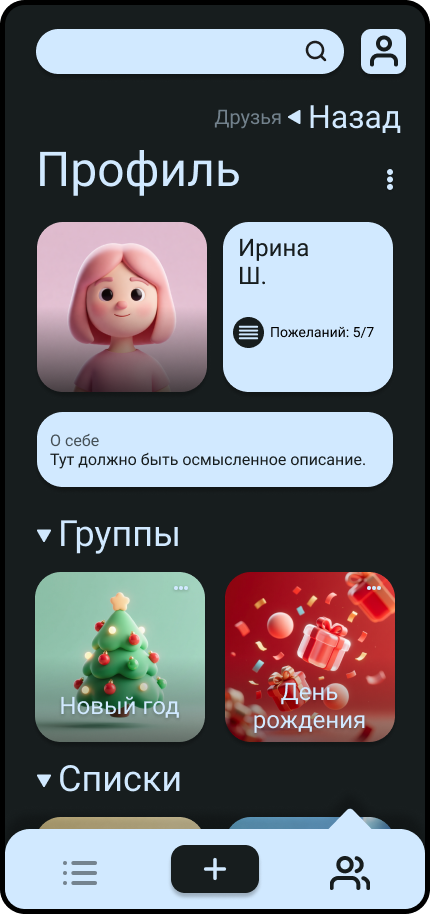 Друзья ◀ Назад
Профиль
Ирина
Ш.
Пожеланий: 5/7
О себе
Тут должно быть осмысленное описание.
Группы
Новый год
День
рождения
Списки